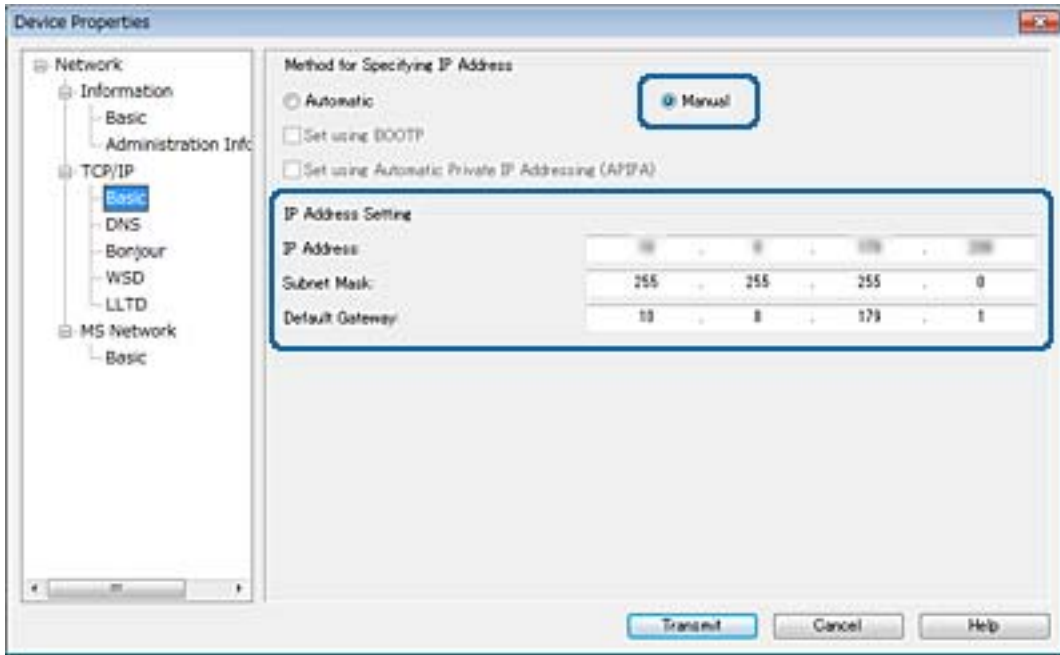 Device Properties
Network
Information
Basic
Administration Info
TCP/IP
Basic
DNS
Bonjour
WSD
LLTD
MS Network
Basic
Method for Specifying IP Address
Automatic
Manual
Set using BOOTP
Set using Automatic Private IP Addressing (APIPA)
IP Address Setting
IP Address
Subnet Mask: 255 . 255 . 255 . 0
Default Gateway: 10 . 8 . 179 . 1
Transmit Cancel Help